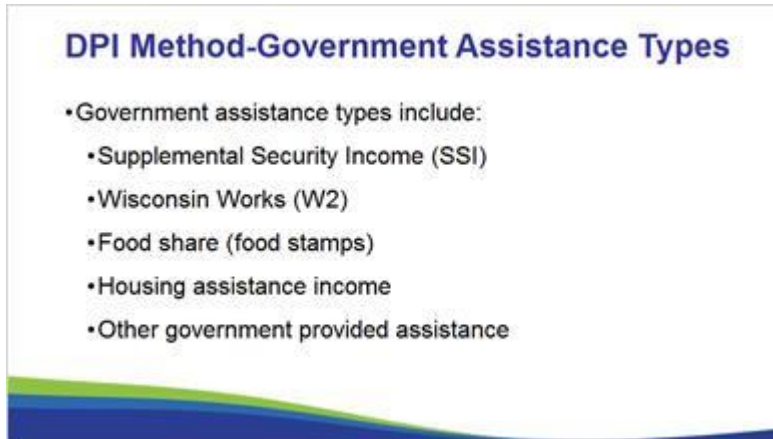 DPI Method-Government Assistance Types
•Government assistance types include:
•Supplemental Security Income (SSI)
•Wisconsin Works (W2)
•Food share (food stamps)
•Housing assistance income
•Other government provided assistance